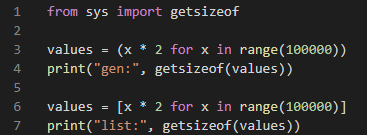 1 from sys import getsizeof
2
3 values = (x * 2 for x in range(100000))
4 print("gen:", getsizeof(values))
5
6 values = [x * 2 for x in range(100000)]
7 print("list:", getsizeof(values))